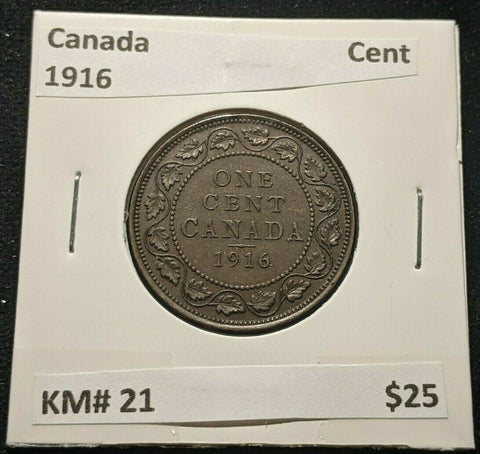 Canada Cent
1916
ONE
CENT
CANADA
1916
KM# 21 $25